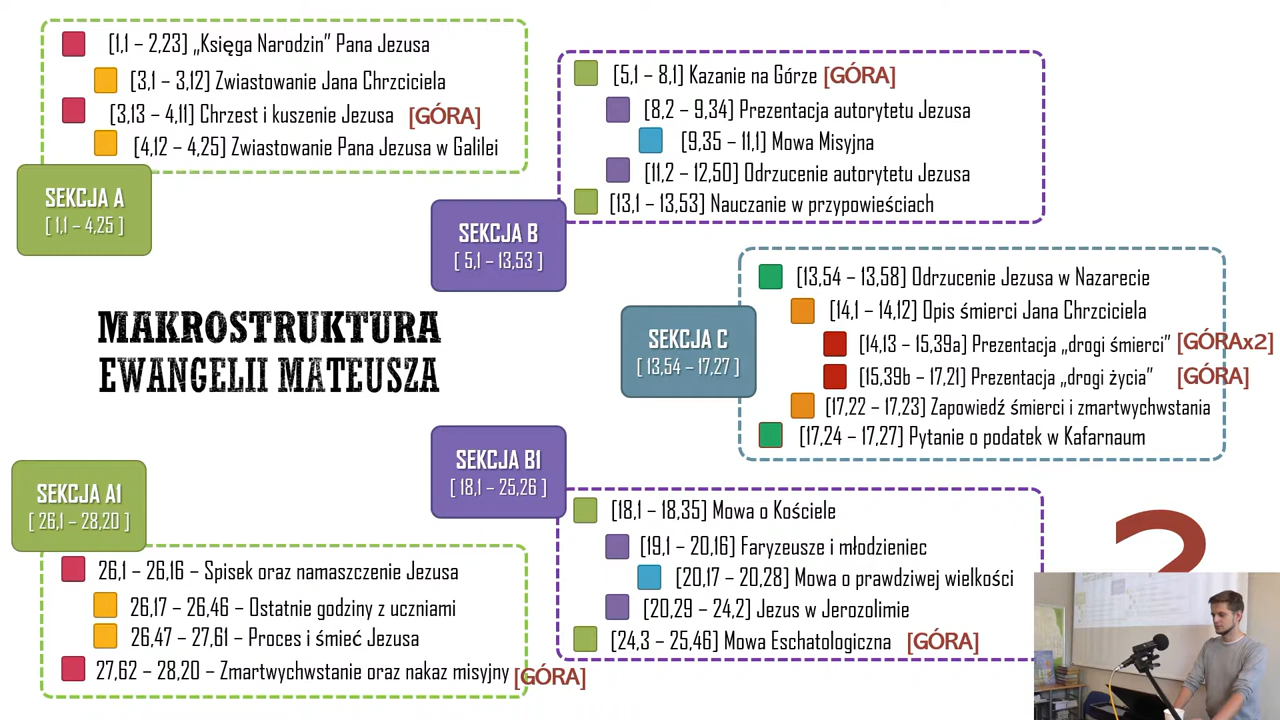 [1,1 – 2,23] „Księga Narodzin” Pana Jezusa
[3,1 – 3,12] Zwiastowanie Jana Chrzciciela
[3,13 – 4,11] Chrzest i kuszenie Jezusa [GÓRA]
[4,12 – 4,25] Zwiastowanie Pana Jezusa w Galilei
SEKCJA A
[ 1,1 – 4,25 ]
[5,1 – 8,1] Kazanie na Górze [GÓRA]
[8,2 – 9,34] Prezentacja autorytetu Jezusa
[9,35 – 11,1] Mowa Misyjna
[11,2 – 12,50] Odrzucenie autorytetu Jezusa
[13,1 – 13,53] Nauczanie w przypowieściach
SEKCJA B
[ 5,1 – 13,53 ]
MAKROSTRUKTURA
EWANGELII MATEUSZA
SEKCJA C
[ 13,54 – 17,27 ]
[13,54 – 13,58] Odrzucenie Jezusa w Nazarecie
[14,1 – 14,12] Opis śmierci Jana Chrzciciela
[14,13 – 15,39a] Prezentacja „drogi śmierci” [GÓRAx2]
[15,39b – 17,21] Prezentacja „drogi życia” [GÓRA]
[17,22 – 17,23] Zapowiedź śmierci i zmartwychwstania
[17,24 – 17,27] Pytanie o podatek w Kafarnaum
SEKCJA B1
[ 18,1 – 25,26 ]
[18,1 – 18,35] Mowa o Kościele
[19,1 – 20,16] Faryzeusze i młodzieniec
[20,17 – 20,28] Mowa o prawdziwej wielkości
[20,29 – 24,2] Jezus w Jerozolimie
[24,3 – 25,46] Mowa Eschatologiczna [GÓRA]
SEKCJA A1
[ 26,1 – 28,20 ]
26,1 – 26,16 – Spisek oraz namaszczenie Jezusa
26,17 – 26,46 – Ostatnie godziny z uczniami
26,47 – 27,61 – Proces i śmieć Jezusa
27,62 – 28,20 – Zmartwychwstanie oraz nakaz misyjny [GÓRA]